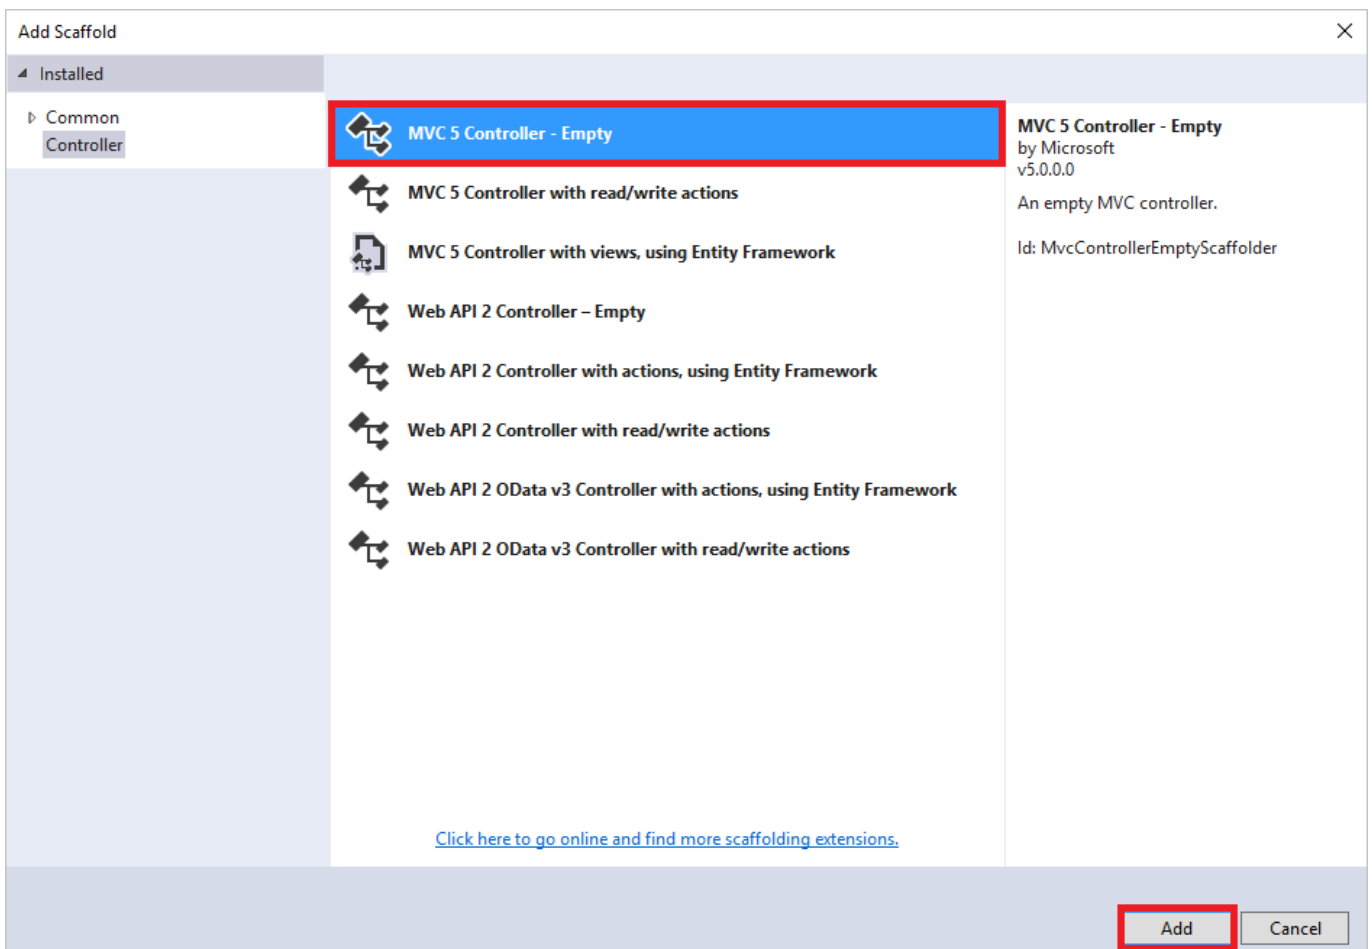 Add Scaffold
Installed
Common
Controller
MVC 5 Controller - Empty
MVC 5 Controller with read/write actions
MVC 5 Controller with views, using Entity Framework
Web API 2 Controller – Empty
Web API 2 Controller with actions, using Entity Framework
Web API 2 Controller with read/write actions
Web API 2 OData v3 Controller with actions, using Entity Framework
Web API 2 OData v3 Controller with read/write actions
Click here to go online and find more scaffolding extensions.
MVC 5 Controller - Empty
by Microsoft
v5.0.0.0
An empty MVC controller.
Id: MvcControllerEmptyScaffolder
Add
Cancel